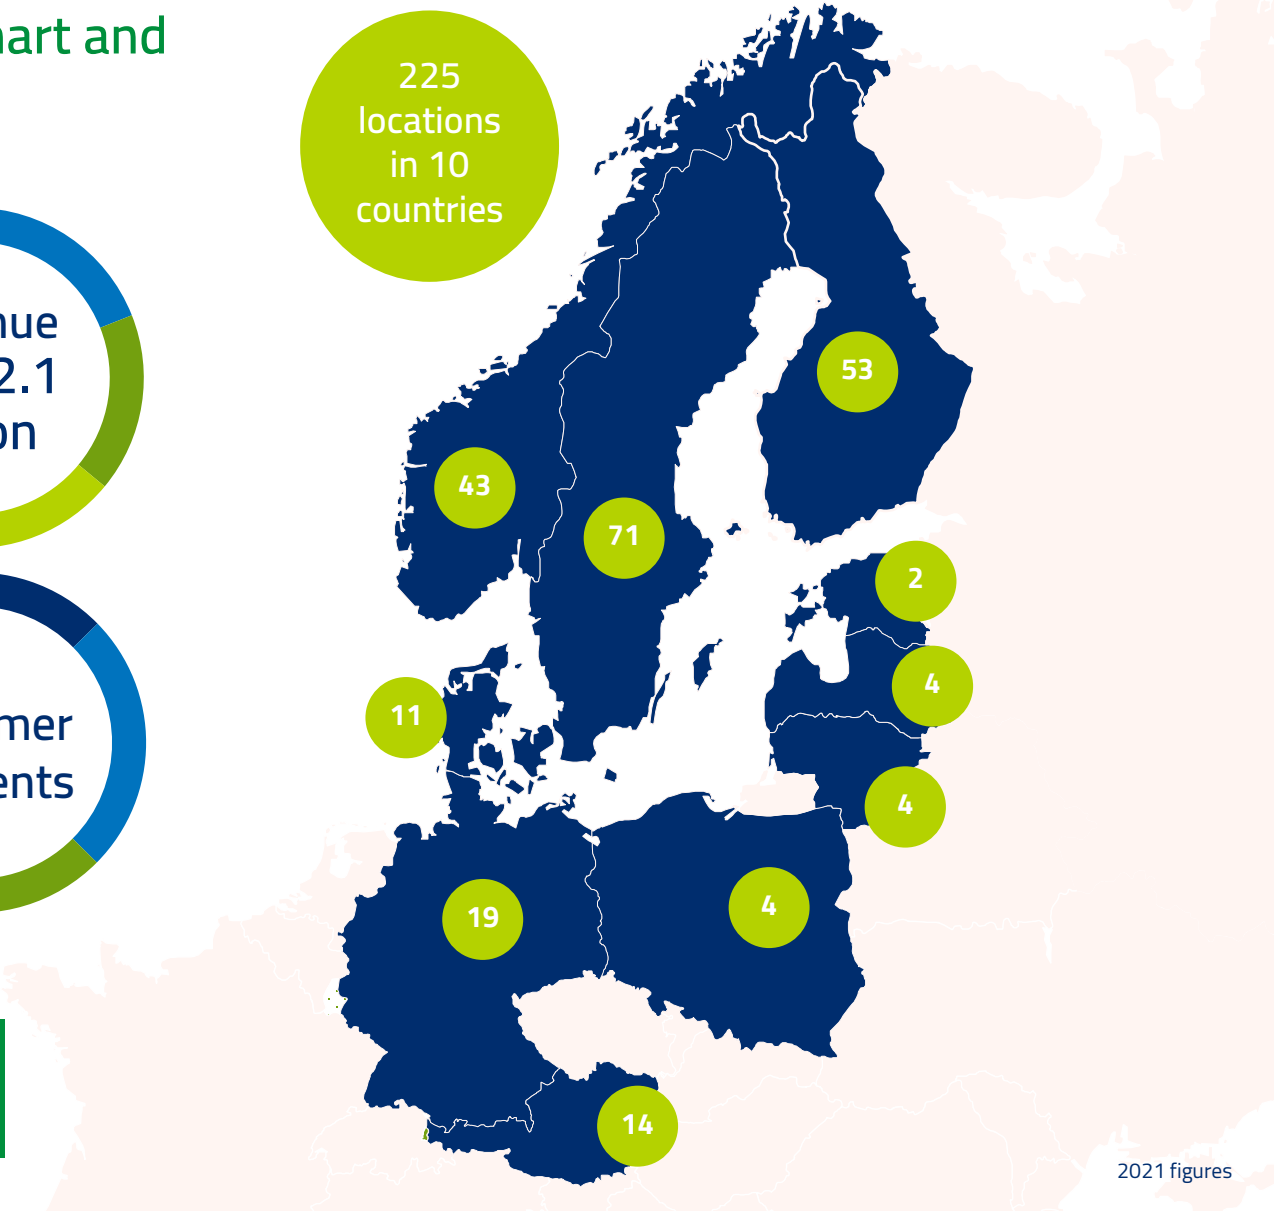 art and
225
locations
in 10
countries
nue
2.1
on
mer
ents
53
43
71
2
4
11
4
19
4
14
2021 figures